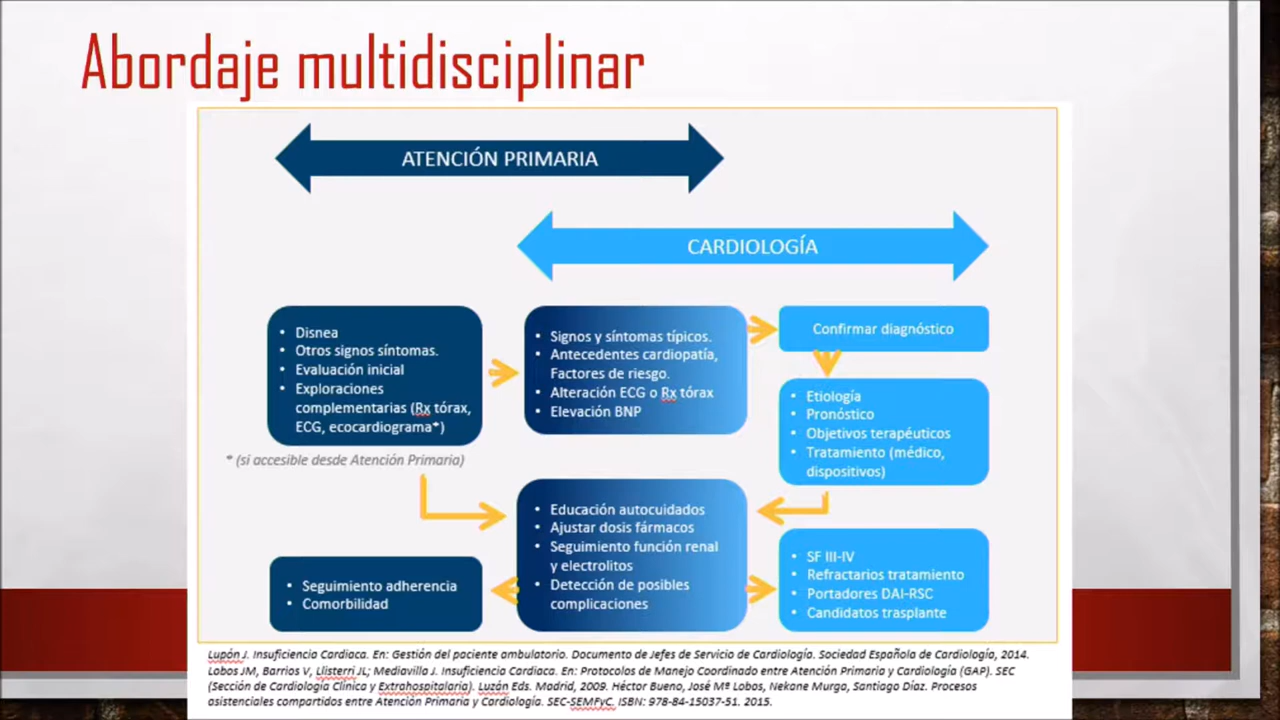 Abordaje multidisciplinar
ATENCIÓN PRIMARIA
CARDIOLOGÍA
• Disnea
• Otros signos síntomas.
• Evaluación inicial
• Exploraciones
complementarias (Rx tórax,
ECG, ecocardiograma*)
* (si accesible desde Atención Primaria)
• Signos y síntomas típicos.
• Antecedentes cardiopatía,
Factores de riesgo.
• Alteración ECG o Rx tórax
• Elevación BNP
Confirmar diagnóstico
• Etiología
• Pronóstico
• Objetivos terapéuticos
• Tratamiento (médico,
dispositivos)
• Educación autocuidados
• Ajustar dosis fármacos
• Seguimiento función renal
y electrolitos
• Detección de posibles
complicaciones
• Seguimiento adherencia
• Comorbilidad
• SF III-IV
• Refractarios tratamiento
• Portadores DAI-RSC
• Candidatos trasplante
Lupón J. Insuficiencia Cardiaca. En: Gestión del paciente ambulatorio. Documento de Jefes de Servicio de Cardiología. Sociedad Española de Cardiología, 2014.
Lobos JM, Barrios V, Llisterri JL; Mediavilla J. Insuficiencia Cardiaca. En: Protocolos de Manejo Coordinado entre Atención Primaria y Cardiología (GAP). SEC
(Sección de Cardiología Clínica y Extrahospitalaria). Luzán Eds. Madrid, 2009. Héctor Bueno, José Mª Lobos, Nekane Murga, Santiago Díaz. Procesos
asistenciales compartidos entre Atención Primaria y Cardiología. SEC-SEMFyC. ISBN: 978-84-15037-51. 2015.